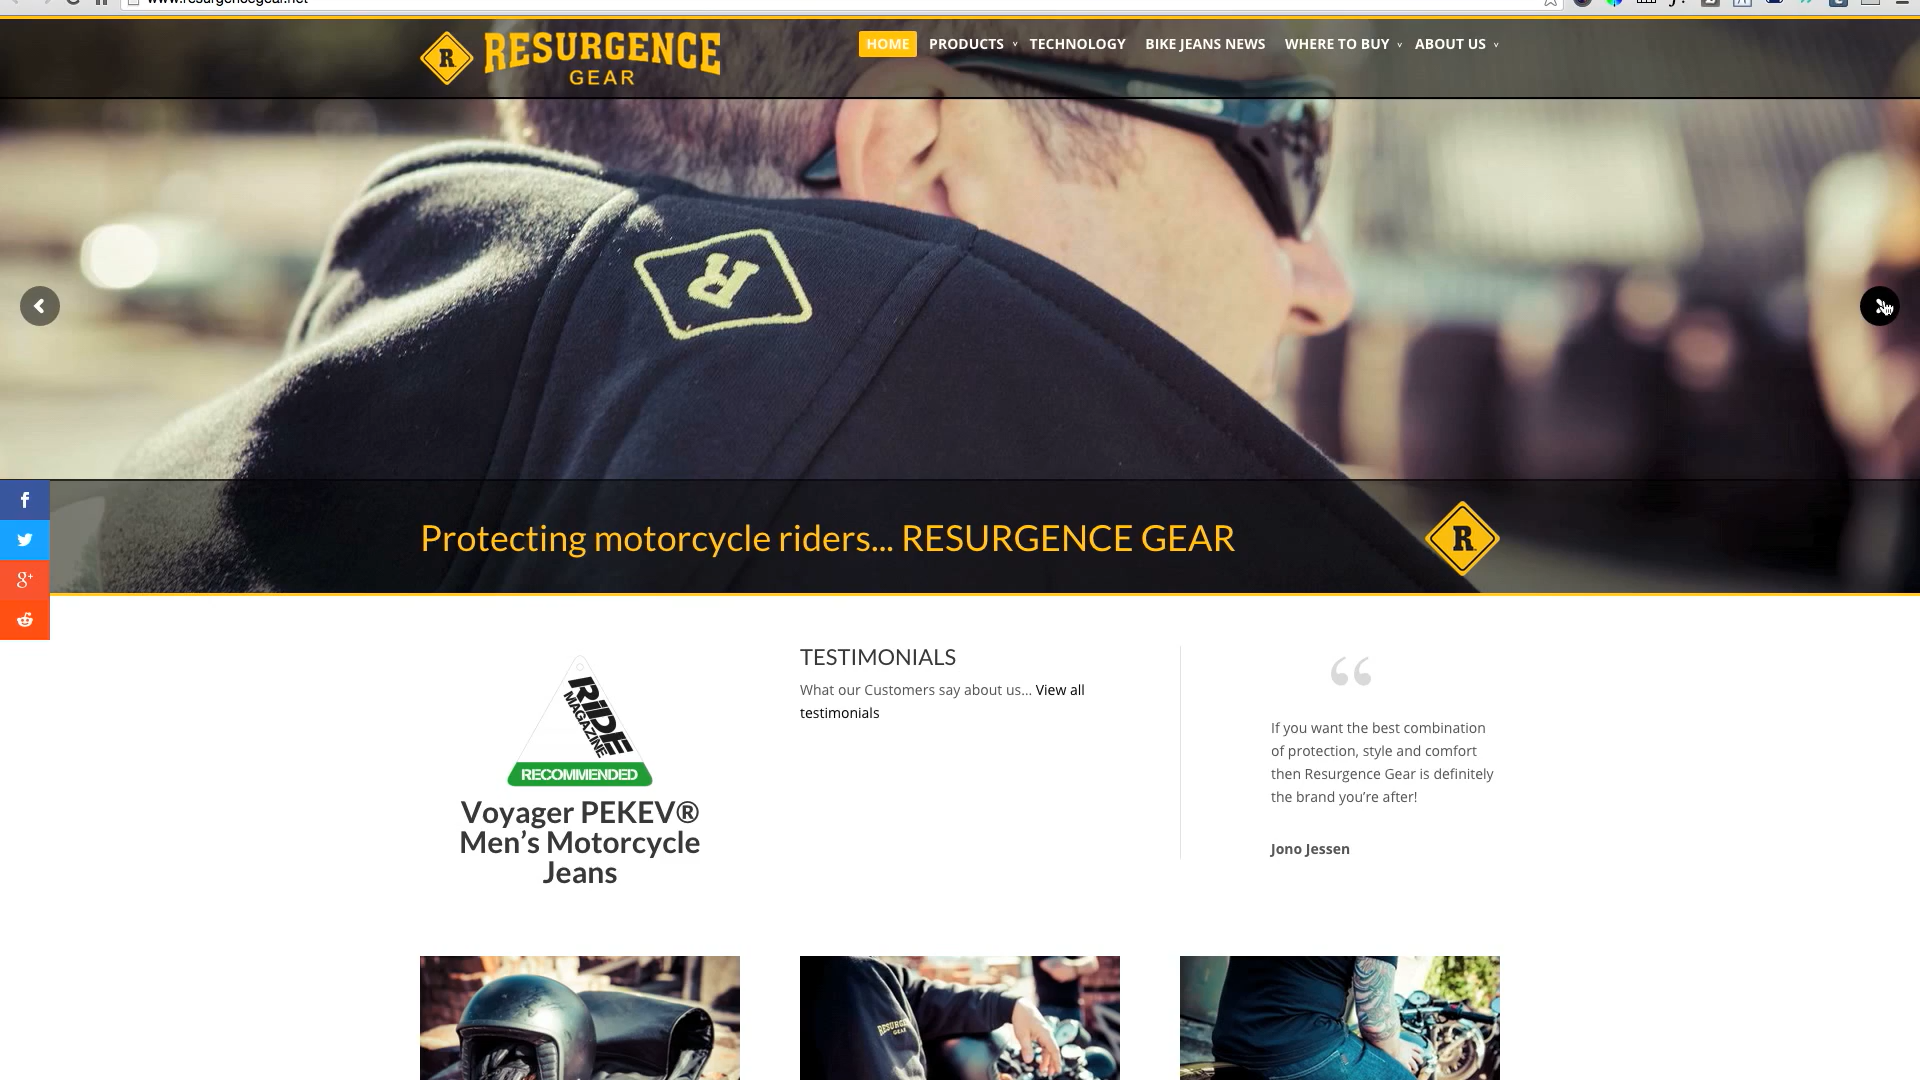 www.resurgencegear.net
R
RESURGENCE
GEAR
HOME PRODUCTS TECHNOLOGY BIKE JEANS NEWS WHERE TO BUY ABOUT US
R
Protecting motorcycle riders... RESURGENCE GEAR
R
f
g+
RiDE
MAGAZINE
RECOMMENDED
Voyager PEKEV®
Men’s Motorcycle
Jeans
TESTIMONIALS
What our Customers say about us... View all
testimonials
“
If you want the best combination
of protection, style and comfort
then Resurgence Gear is definitely
the brand you’re after!
Jono Jessen
RESURGENCE
GEAR